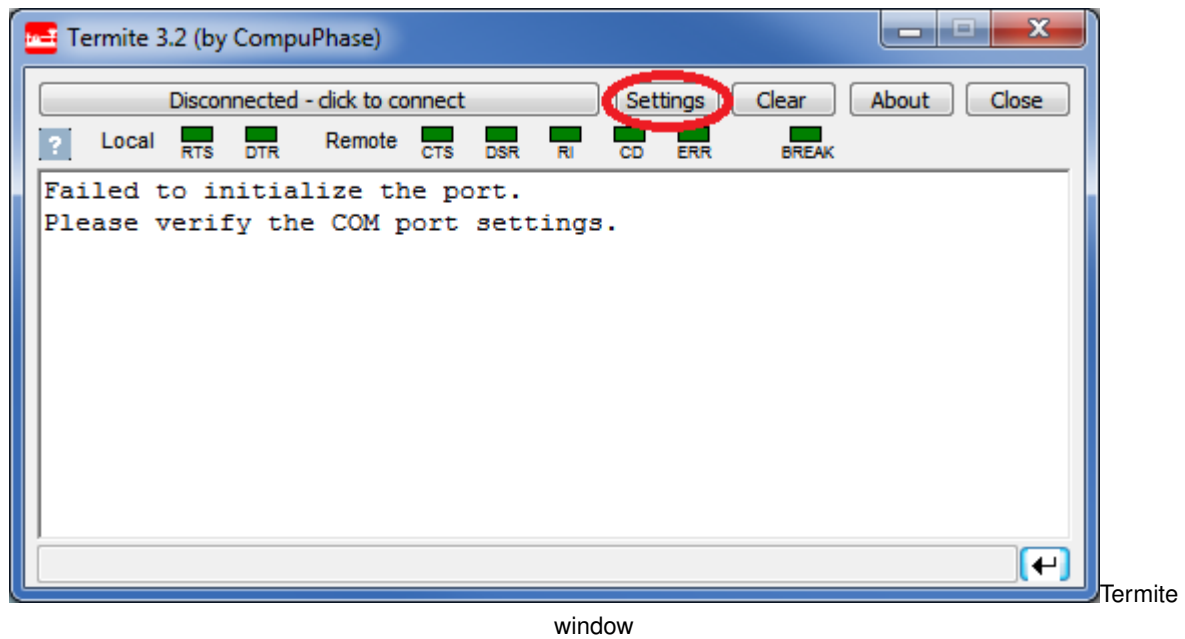 Termite 3.2 (by CompuPhase)
Disconnected - click to connect Settings Clear About Close
? Local RTS DTR Remote CTS DSR RI CD ERR BREAK
Failed to initialize the port.
Please verify the COM port settings.
Termite
window